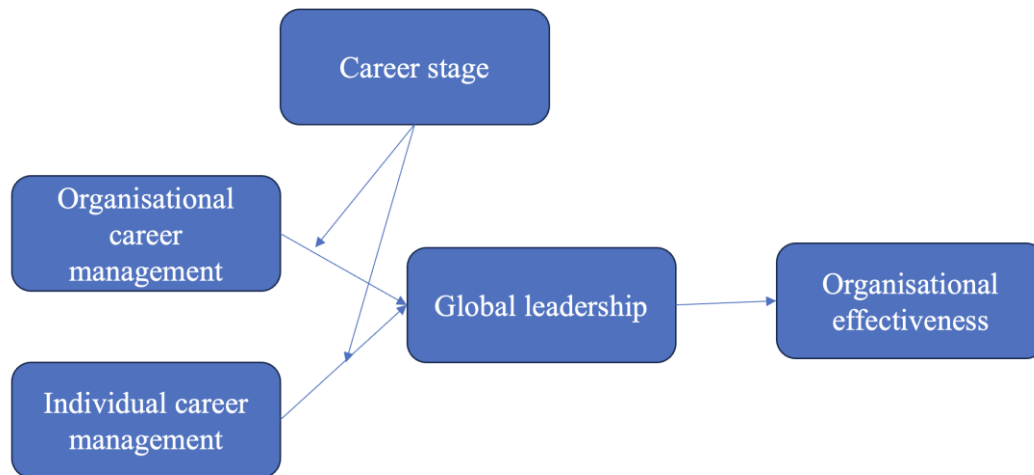 Career stage
Organisational
career
management
Global leadership
Organisational
effectiveness
Individual career
management